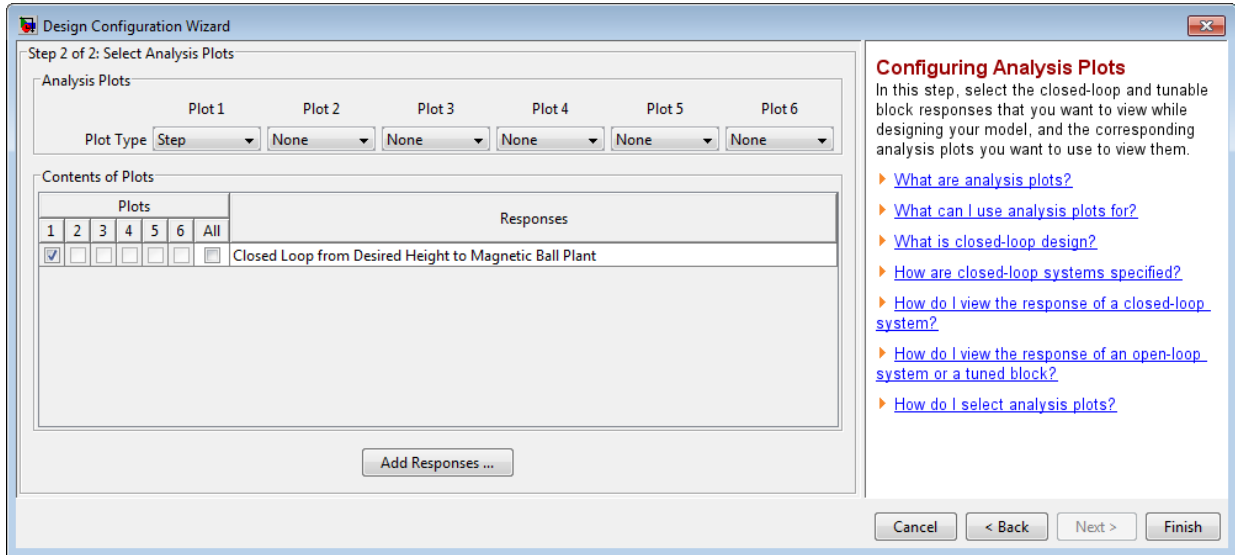 Design Configuration Wizard
Step 2 of 2: Select Analysis Plots
Analysis Plots
Plot 1 Plot 2 Plot 3 Plot 4 Plot 5 Plot 6
Plot Type Step None None None None None
Contents of Plots
Plots Responses
1 2 3 4 5 6 All
Closed Loop from Desired Height to Magnetic Ball Plant
Add Responses ...
Configuring Analysis Plots
In this step, select the closed-loop and tunable
block responses that you want to view while
designing your model, and the corresponding
analysis plots you want to use to view them.
What are analysis plots?
What can I use analysis plots for?
What is closed-loop design?
How are closed-loop systems specified?
How do I view the response of a closed-loop
system?
How do I view the response of an open-loop
system or a tuned block?
How do I select analysis plots?
Cancel < Back Next > Finish